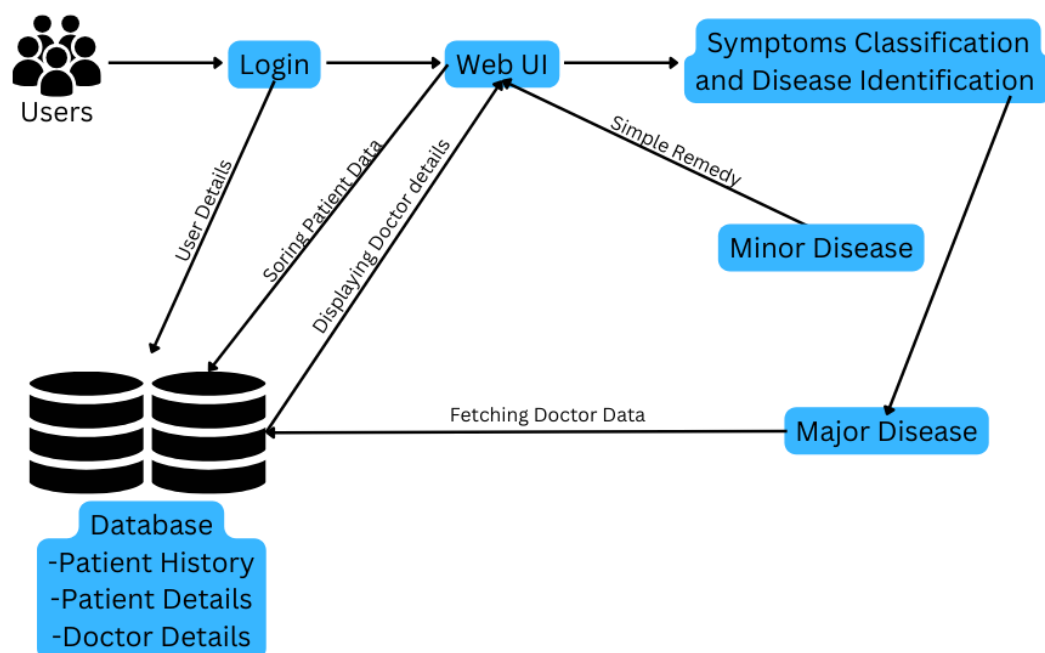 Users
Login
Web UI
Symptoms Classification
and Disease Identification
User Details
Soring Patient Data
Displaying Doctor details
Simple Remedy
Minor Disease
Fetching Doctor Data
Major Disease
Database
-Patient History
-Patient Details
-Doctor Details